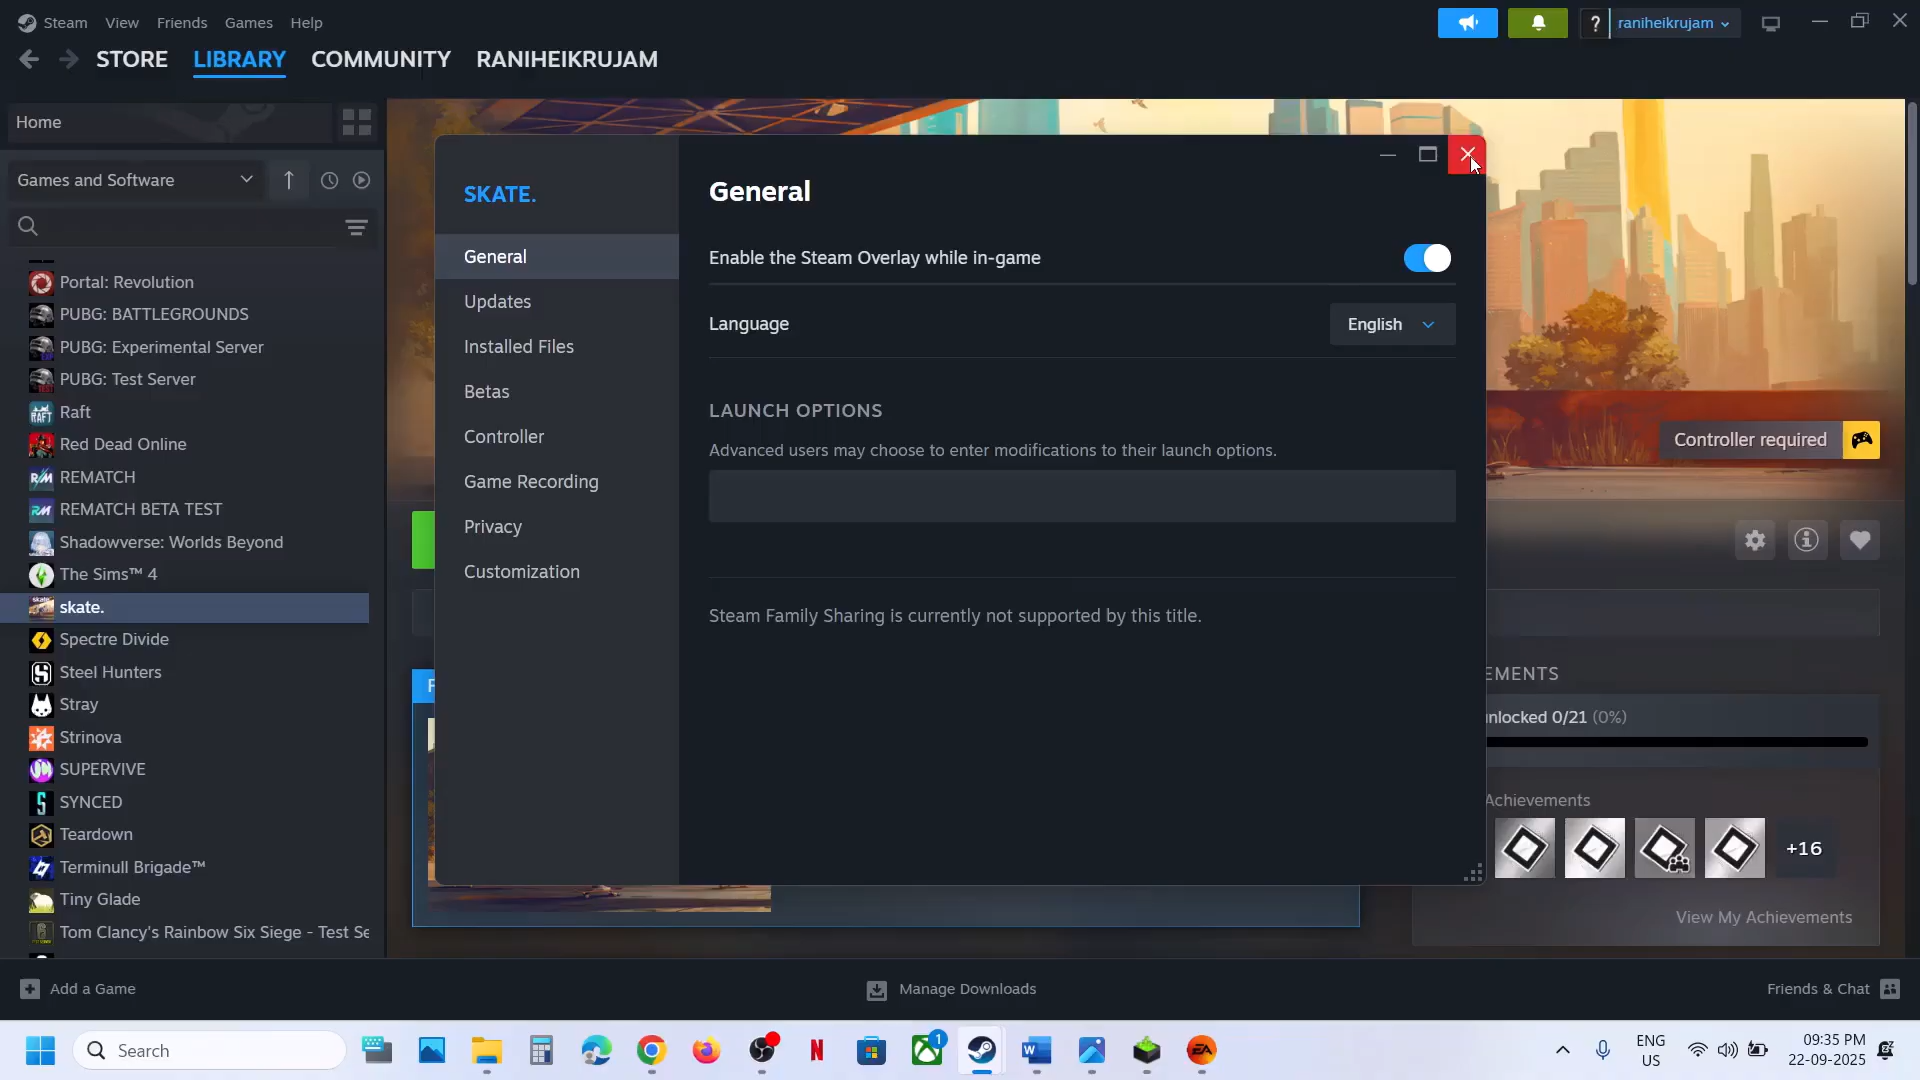 Steam View Friends Games Help
? raniheikrujam
STORE LIBRARY COMMUNITY RANIHEIKRUJAM
Home
Games and Software
Portal: Revolution
PUBG: BATTLEGROUNDS
PUBG: Experimental Server
PUBG: Test Server
Raft
Red Dead Online
REMATCH
REMATCH BETA TEST
Shadowverse: Worlds Beyond
The Sims™ 4
skate.
Spectre Divide
Steel Hunters
Stray
Strinova
SUPERVIVE
SYNCED
Teardown
Terminull Brigade™
Tiny Glade
Tom Clancy's Rainbow Six Siege - Test Se
SKATE.
General
Updates
Installed Files
Betas
Controller
Game Recording
Privacy
Customization
General
Enable the Steam Overlay while in-game
Language English
LAUNCH OPTIONS
Advanced users may choose to enter modifications to their launch options.
Steam Family Sharing is currently not supported by this title.
Controller required
EMENTS
nlocked 0/21 (0%)
Achievements
+16
View My Achievements
Add a Game
Manage Downloads
Friends & Chat
Search
1
ENG
US
09:35 PM
22-09-2025